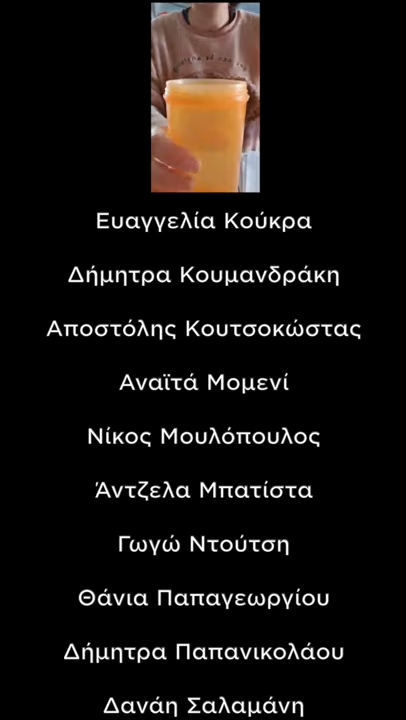 Ευαγγελία Κούκρα
Δήμητρα Κουμανδράκη
Αποστόλης Κουτσοκώστας
Αναϊτά Μομενί
Νίκος Μουλόπουλος
Άντζελα Μπατίστα
Γωγώ Ντούτση
Θάνια Παπαγεωργίου
Δήμητρα Παπανικολάου
Δανάη Σαλαμάνη